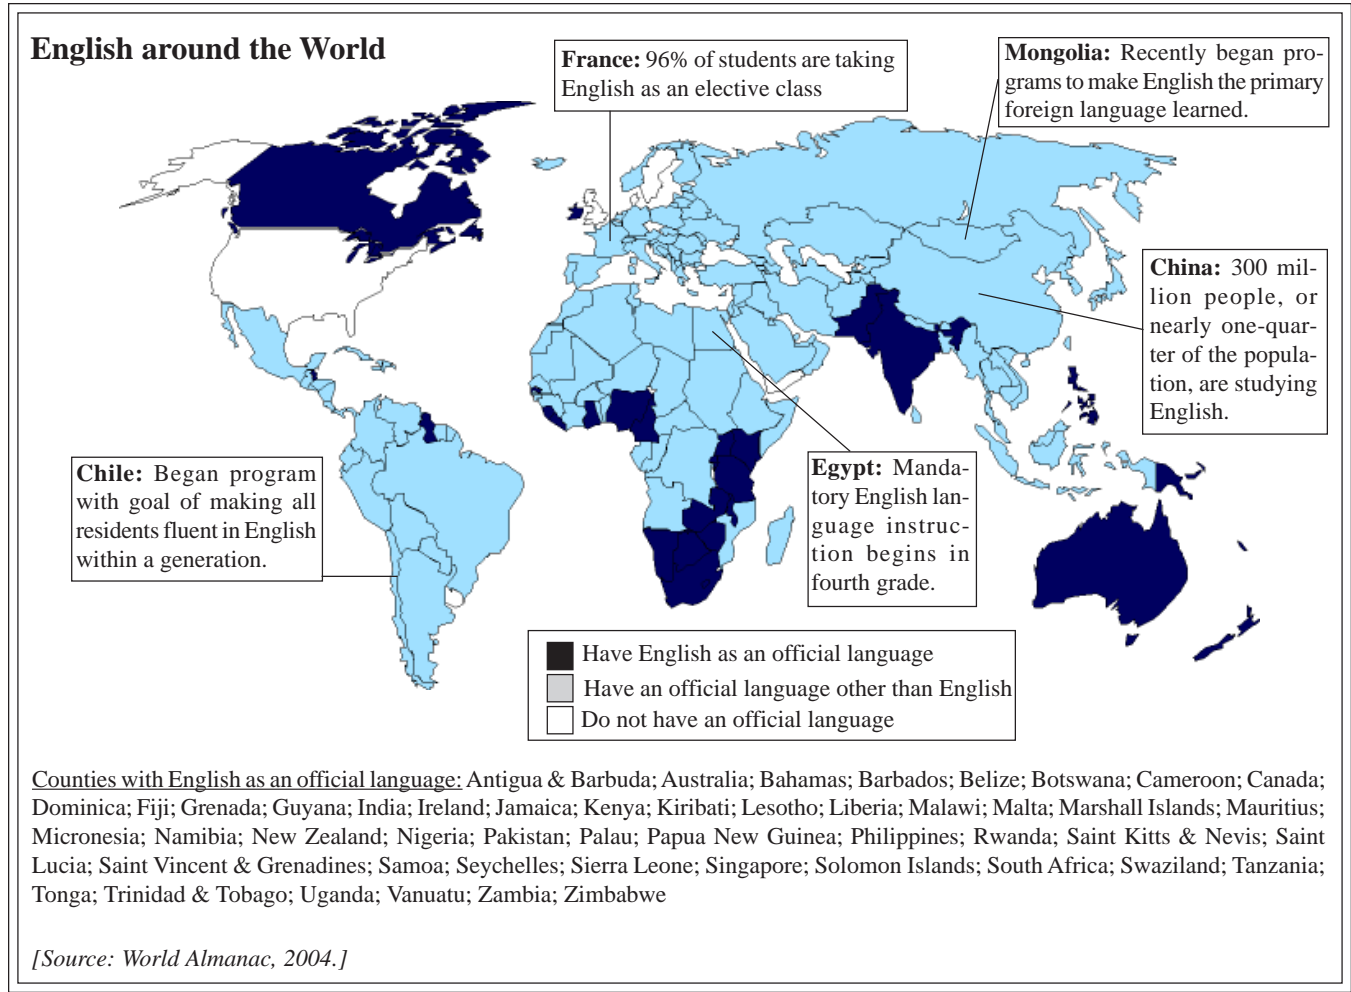 English around the World
France: 96% of students are taking
English as an elective class
Mongolia: Recently began pro-
grams to make English the primary
foreign language learned.
China: 300 mil-
lion people, or
nearly one-quar-
ter of the popula-
tion, are studying
English.
Chile: Began program
with goal of making all
residents fluent in English
within a generation.
Egypt: Manda-
tory English lan-
guage instruc-
tion begins in
fourth grade.
Have English as an official language
Have an official language other than English
Do not have an official language
Counties with English as an official language: Antigua & Barbuda; Australia; Bahamas; Barbados; Belize; Botswana; Cameroon; Canada;
Dominica; Fiji; Grenada; Guyana; India; Ireland; Jamaica; Kenya; Kiribati; Lesotho; Liberia; Malawi; Malta; Marshall Islands; Mauritius;
Micronesia; Namibia; New Zealand; Nigeria; Pakistan; Palau; Papua New Guinea; Philippines; Rwanda; Saint Kitts & Nevis; Saint
Lucia; Saint Vincent & Grenadines; Samoa; Seychelles; Sierra Leone; Singapore; Solomon Islands; South Africa; Swaziland; Tanzania;
Tonga; Trinidad & Tobago; Uganda; Vanuatu; Zambia; Zimbabwe
[Source: World Almanac, 2004.]